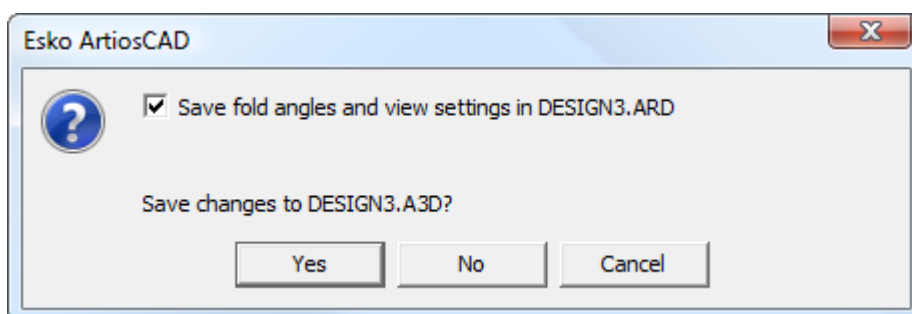 Esko ArtiosCAD
Save fold angles and view settings in DESIGN3.ARD
Save changes to DESIGN3.A3D?
Yes No Cancel